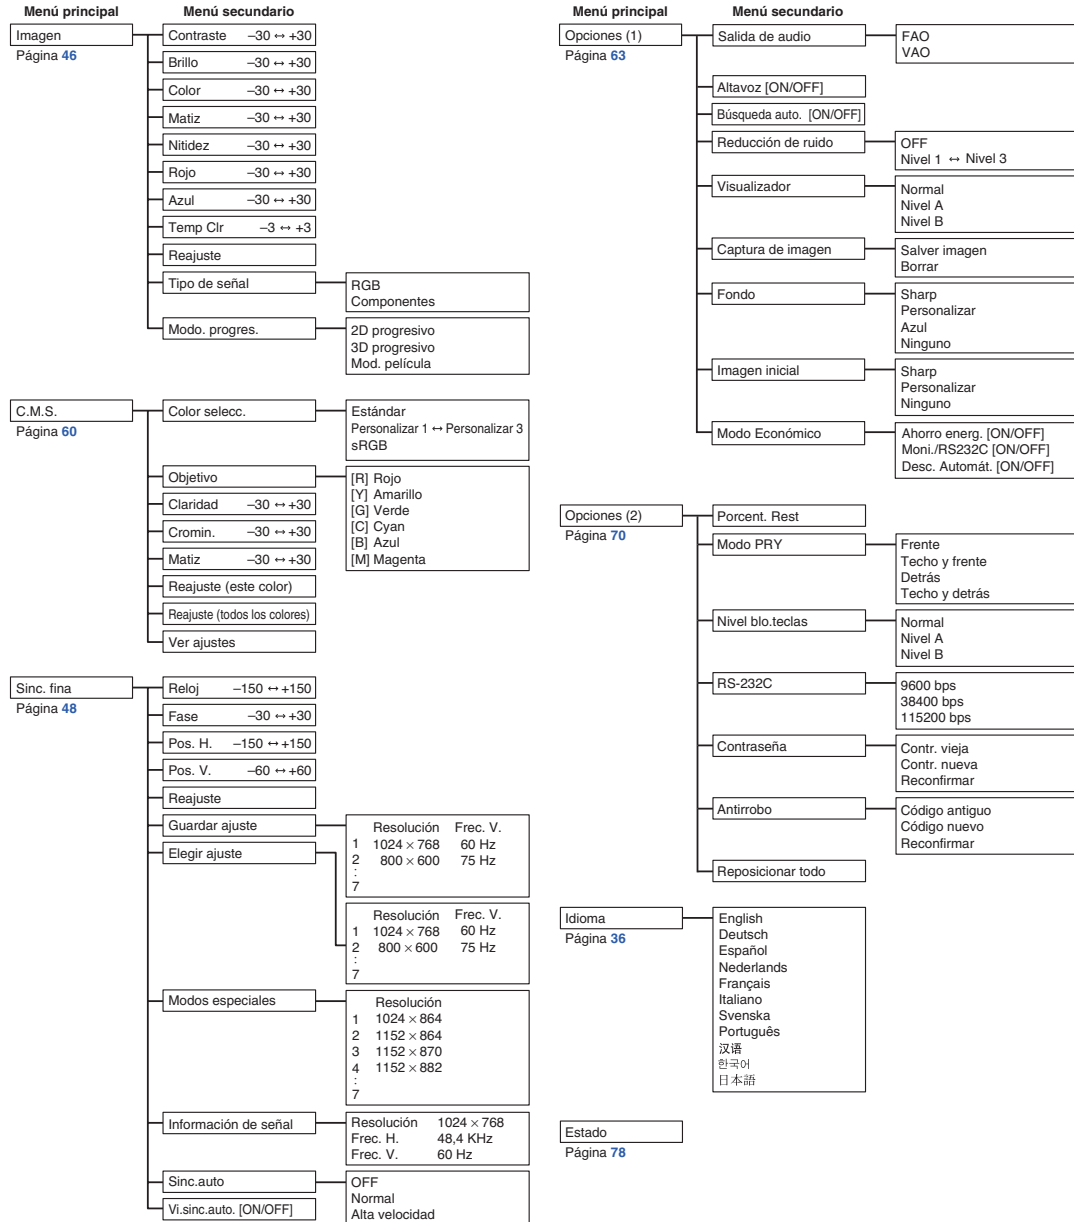 Menú principal Menú secundario
Imagen
Página 46
Contraste –30 ↔ +30
Brillo –30 ↔ +30
Color –30 ↔ +30
Matiz –30 ↔ +30
Nitidez –30 ↔ +30
Rojo –30 ↔ +30
Azul –30 ↔ +30
Temp Clr –3 ↔ +3
Reajuste
Tipo de señal
RGB
Componentes
Modo. progres.
2D progresivo
3D progresivo
Mod. película
C.M.S.
Página 60
Color selecc.
Estándar
Personalizar 1 ↔ Personalizar 3
sRGB
Objetivo
[R] Rojo
[Y] Amarillo
[G] Verde
[C] Cyan
[B] Azul
[M] Magenta
Claridad –30 ↔ +30
Cromin. –30 ↔ +30
Matiz –30 ↔ +30
Reajuste (este color)
Reajuste (todos los colores)
Ver ajustes
Sinc. fina
Página 48
Reloj –150 ↔ +150
Fase –30 ↔ +30
Pos. H. –150 ↔ +150
Pos. V. –60 ↔ +60
Reajuste
Guardar ajuste
Resolución Frec. V.
1 1024 × 768 60 Hz
2 800 × 600 75 Hz
:
7
Elegir ajuste
Resolución Frec. V.
1 1024 × 768 60 Hz
2 800 × 600 75 Hz
:
7
Modos especiales
Resolución
1 1024 × 864
2 1152 × 864
3 1152 × 870
4 1152 × 882
:
7
Información de señal
Resolución 1024 × 768
Frec. H. 48,4 KHz
Frec. V. 60 Hz
Sinc.auto
OFF
Normal
Alta velocidad
Vi.sinc.auto. [ON/OFF]
Menú principal Menú secundario
Opciones (1)
Página 63
Salida de audio
FAO
VAO
Altavoz [ON/OFF]
Búsqueda auto. [ON/OFF]
Reducción de ruido
OFF
Nivel 1 ↔ Nivel 3
Visualizador
Normal
Nivel A
Nivel B
Captura de imagen
Salver imagen
Borrar
Fondo
Sharp
Personalizar
Azul
Ninguno
Imagen inicial
Sharp
Personalizar
Ninguno
Modo Económico
Ahorro energ. [ON/OFF]
Moni./RS232C [ON/OFF]
Desc. Automát. [ON/OFF]
Opciones (2)
Página 70
Porcent. Rest
Modo PRY
Frente
Techo y frente
Detrás
Techo y detrás
Nivel blo.teclas
Normal
Nivel A
Nivel B
RS-232C
9600 bps
38400 bps
115200 bps
Contraseña
Contr. vieja
Contr. nueva
Reconfirmar
Antirrobo
Código antiguo
Código nuevo
Reconfirmar
Reposicionar todo
Idioma
Página 36
English
Deutsch
Español
Nederlands
Français
Italiano
Svenska
Português
汉语
한국어
日本語
Estado
Página 78